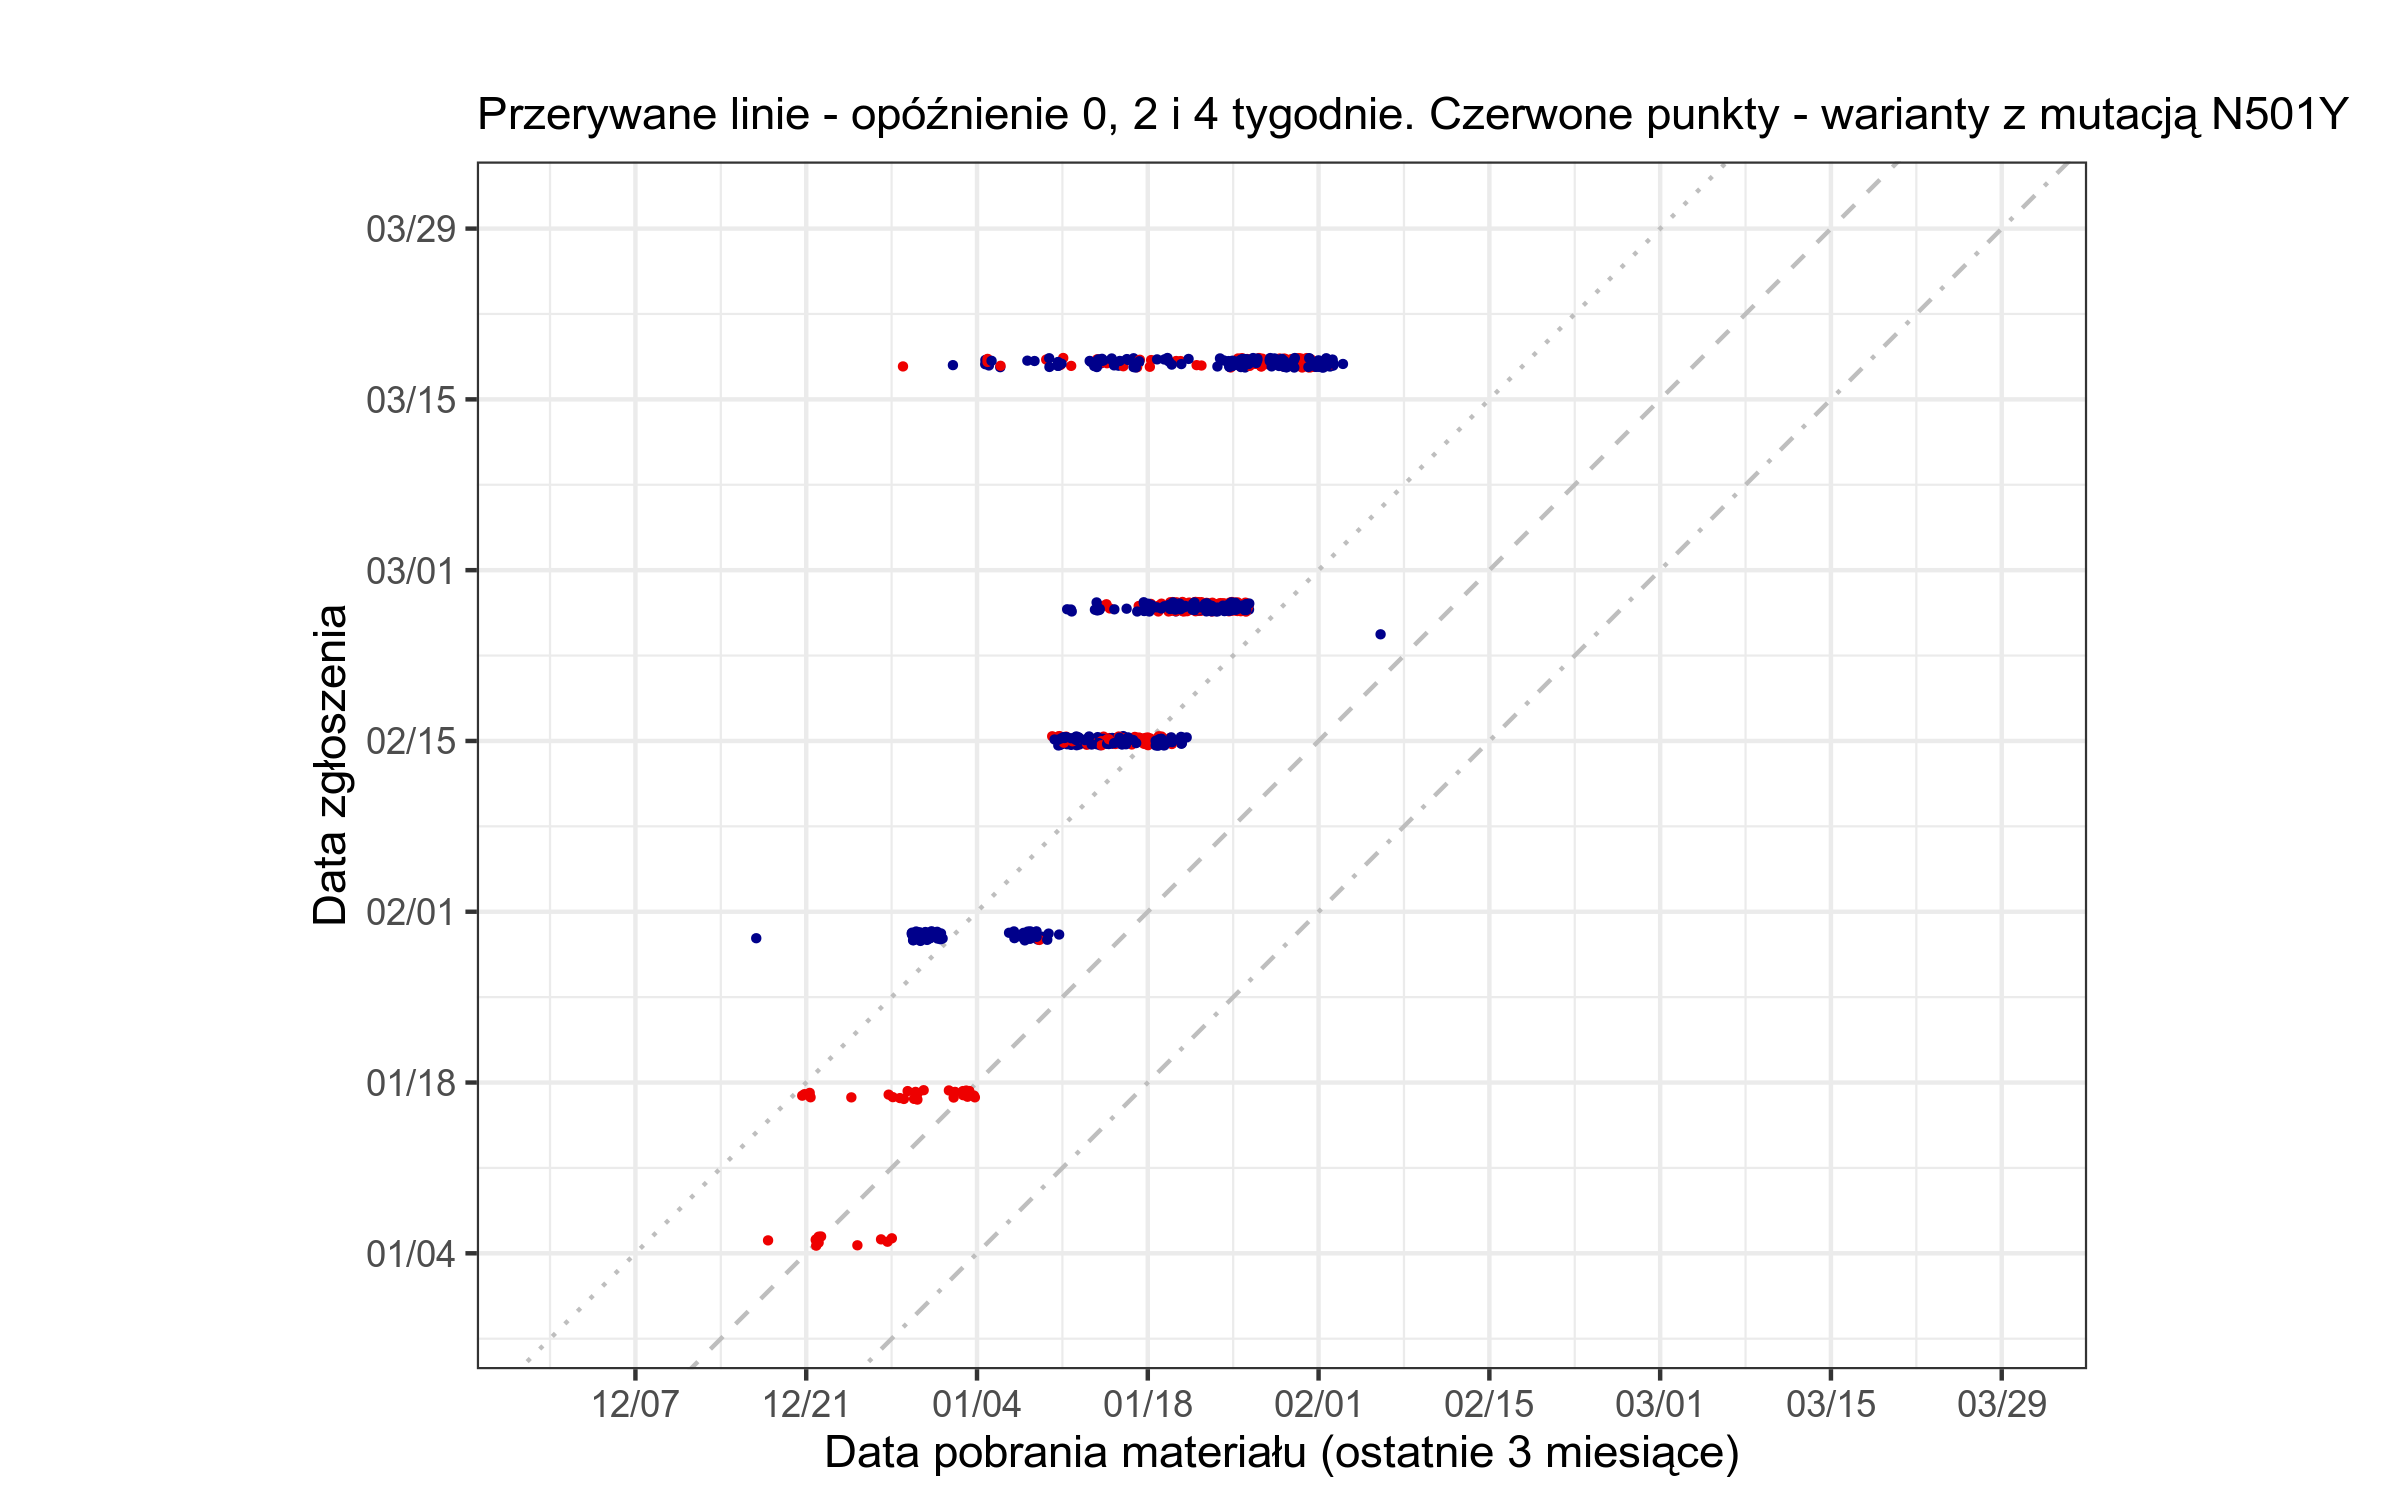 Przerywane linie - opóźnienie 0, 2 i 4 tygodnie. Czerwone punkty - warianty z mutacją N501Y
03/29
03/15
03/01
02/15
02/01
01/18
01/04
Data zgłoszenia
12/07 12/21 01/04 01/18 02/01 02/15 03/01 03/15 03/29
Data pobrania materiału (ostatnie 3 miesiące)